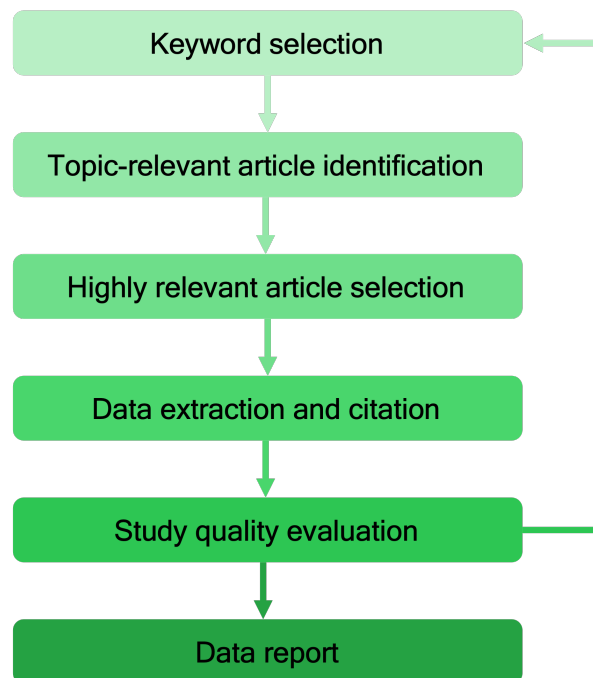 Keyword selection
Topic-relevant article identification
Highly relevant article selection
Data extraction and citation
Study quality evaluation
Data report